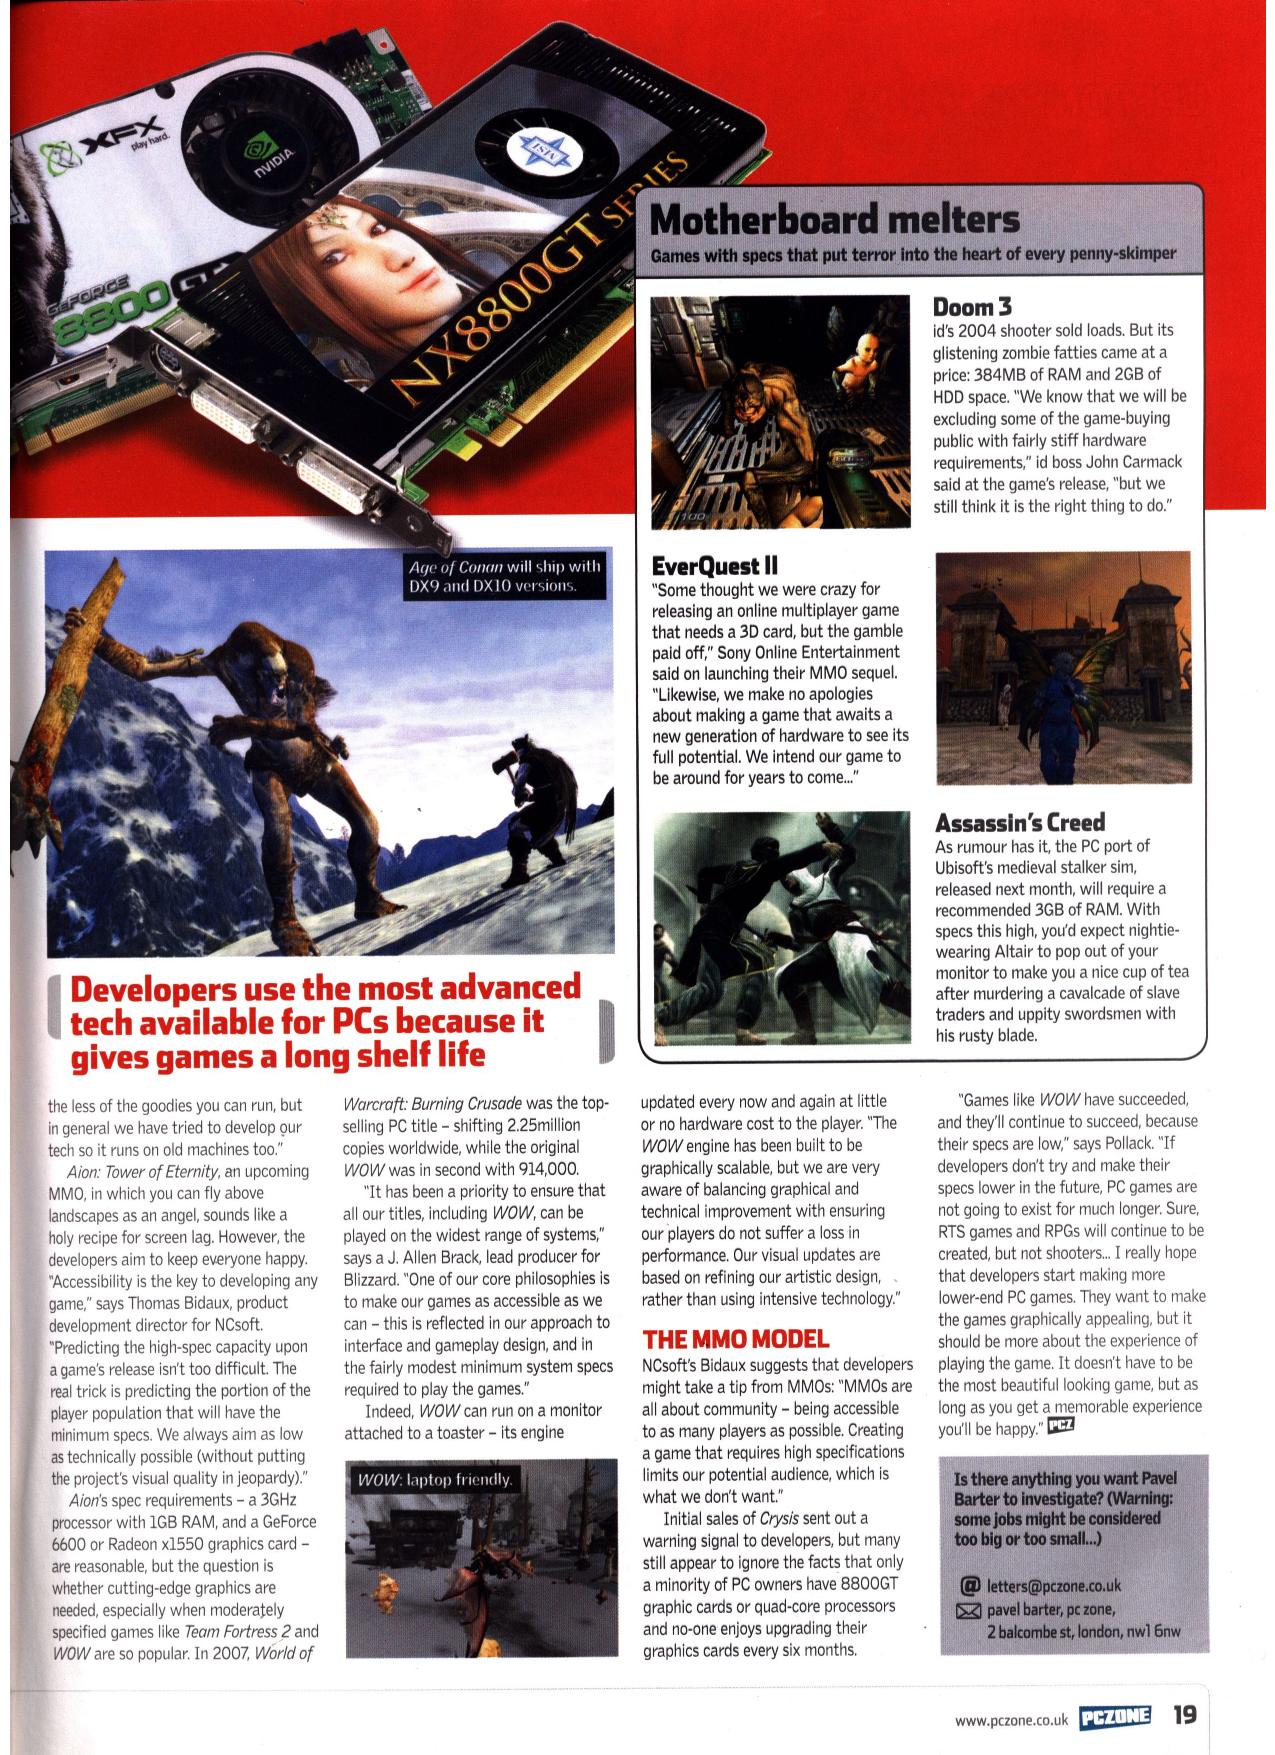 XFX
play hard.
NVIDIA
GEFORCE
8800G
MSI
NX8800GT SERIES
Motherboard melters
Games with specs that put terror into the heart of every penny-skimper
Doom 3
id's 2004 shooter sold loads. But its
glistening zombie fatties came at a
price: 384MB of RAM and 2GB of
HDD space. "We know that we will be
excluding some of the game-buying
public with fairly stiff hardware
requirements," id boss John Carmack
said at the game's release, "but we
still think it is the right thing to do."
100
EverQuest II
"Some thought we were crazy for
releasing an online multiplayer game
that needs a 3D card, but the gamble
paid off," Sony Online Entertainment
said on launching their MMO sequel.
"Likewise, we make no apologies
about making a game that awaits a
new generation of hardware to see its
full potential. We intend our game to
be around for years to come..."
Assassin's Creed
As rumour has it, the PC port of
Ubisoft's medieval stalker sim,
released next month, will require a
recommended 3GB of RAM. With
specs this high, you'd expect nightie-
wearing Altair to pop out of your
monitor to make you a nice cup of tea
after murdering a cavalcade of slave
traders and uppity swordsmen with
his rusty blade.
Age of Conan will ship with
DX9 and DX10 versions.
Developers use the most advanced
tech available for PCs because it
gives games a long shelf life
the less of the goodies you can run, but
in general we have tried to develop our
tech so it runs on old machines too."
Aion: Tower of Eternity, an upcoming
MMO, in which you can fly above
landscapes as an angel, sounds like a
holy recipe for screen lag. However, the
developers aim to keep everyone happy.
"Accessibility is the key to developing any
game," says Thomas Bidaux, product
development director for NCsoft.
"Predicting the high-spec capacity upon
a game's release isn't too difficult. The
real trick is predicting the portion of the
player population that will have the
minimum specs. We always aim as low
as technically possible (without putting
the project's visual quality in jeopardy)."
Aion's spec requirements – a 3GHz
processor with 1GB RAM, and a GeForce
6600 or Radeon x1550 graphics card –
are reasonable, but the question is
whether cutting-edge graphics are
needed, especially when moderately
specified games like Team Fortress 2 and
WOW are so popular. In 2007, World of
Warcraft: Burning Crusade was the top-
selling PC title – shifting 2.25million
copies worldwide, while the original
WOW was in second with 914,000.
"It has been a priority to ensure that
all our titles, including WOW, can be
played on the widest range of systems,"
says a J. Allen Brack, lead producer for
Blizzard. "One of our core philosophies is
to make our games as accessible as we
can – this is reflected in our approach to
interface and gameplay design, and in
the fairly modest minimum system specs
required to play the games."
Indeed, WOW can run on a monitor
attached to a toaster – its engine
WOW: laptop friendly.
updated every now and again at little
or no hardware cost to the player. "The
WOW engine has been built to be
graphically scalable, but we are very
aware of balancing graphical and
technical improvement with ensuring
our players do not suffer a loss in
performance. Our visual updates are
based on refining our artistic design,
rather than using intensive technology."
THE MMO MODEL
NCsoft's Bidaux suggests that developers
might take a tip from MMOs: "MMOs are
all about community – being accessible
to as many players as possible. Creating
a game that requires high specifications
limits our potential audience, which is
what we don't want."
Initial sales of Crysis sent out a
warning signal to developers, but many
still appear to ignore the facts that only
a minority of PC owners have 8800GT
graphic cards or quad-core processors
and no-one enjoys upgrading their
graphics cards every six months.
"Games like WOW have succeeded,
and they'll continue to succeed, because
their specs are low," says Pollack. "If
developers don't try and make their
specs lower in the future, PC games are
not going to exist for much longer. Sure,
RTS games and RPGs will continue to be
created, but not shooters... I really hope
that developers start making more
lower-end PC games. They want to make
the games graphically appealing, but it
should be more about the experience of
playing the game. It doesn't have to be
the most beautiful looking game, but as
long as you get a memorable experience
you'll be happy." PCZ
Is there anything you want Pavel
Barter to investigate? (Warning:
some jobs might be considered
too big or too small...)
@ letters@pczone.co.uk
pavel barter, pc zone,
2 balcombe st, london, nw1 6nw
www.pczone.co.uk PCZONE 19